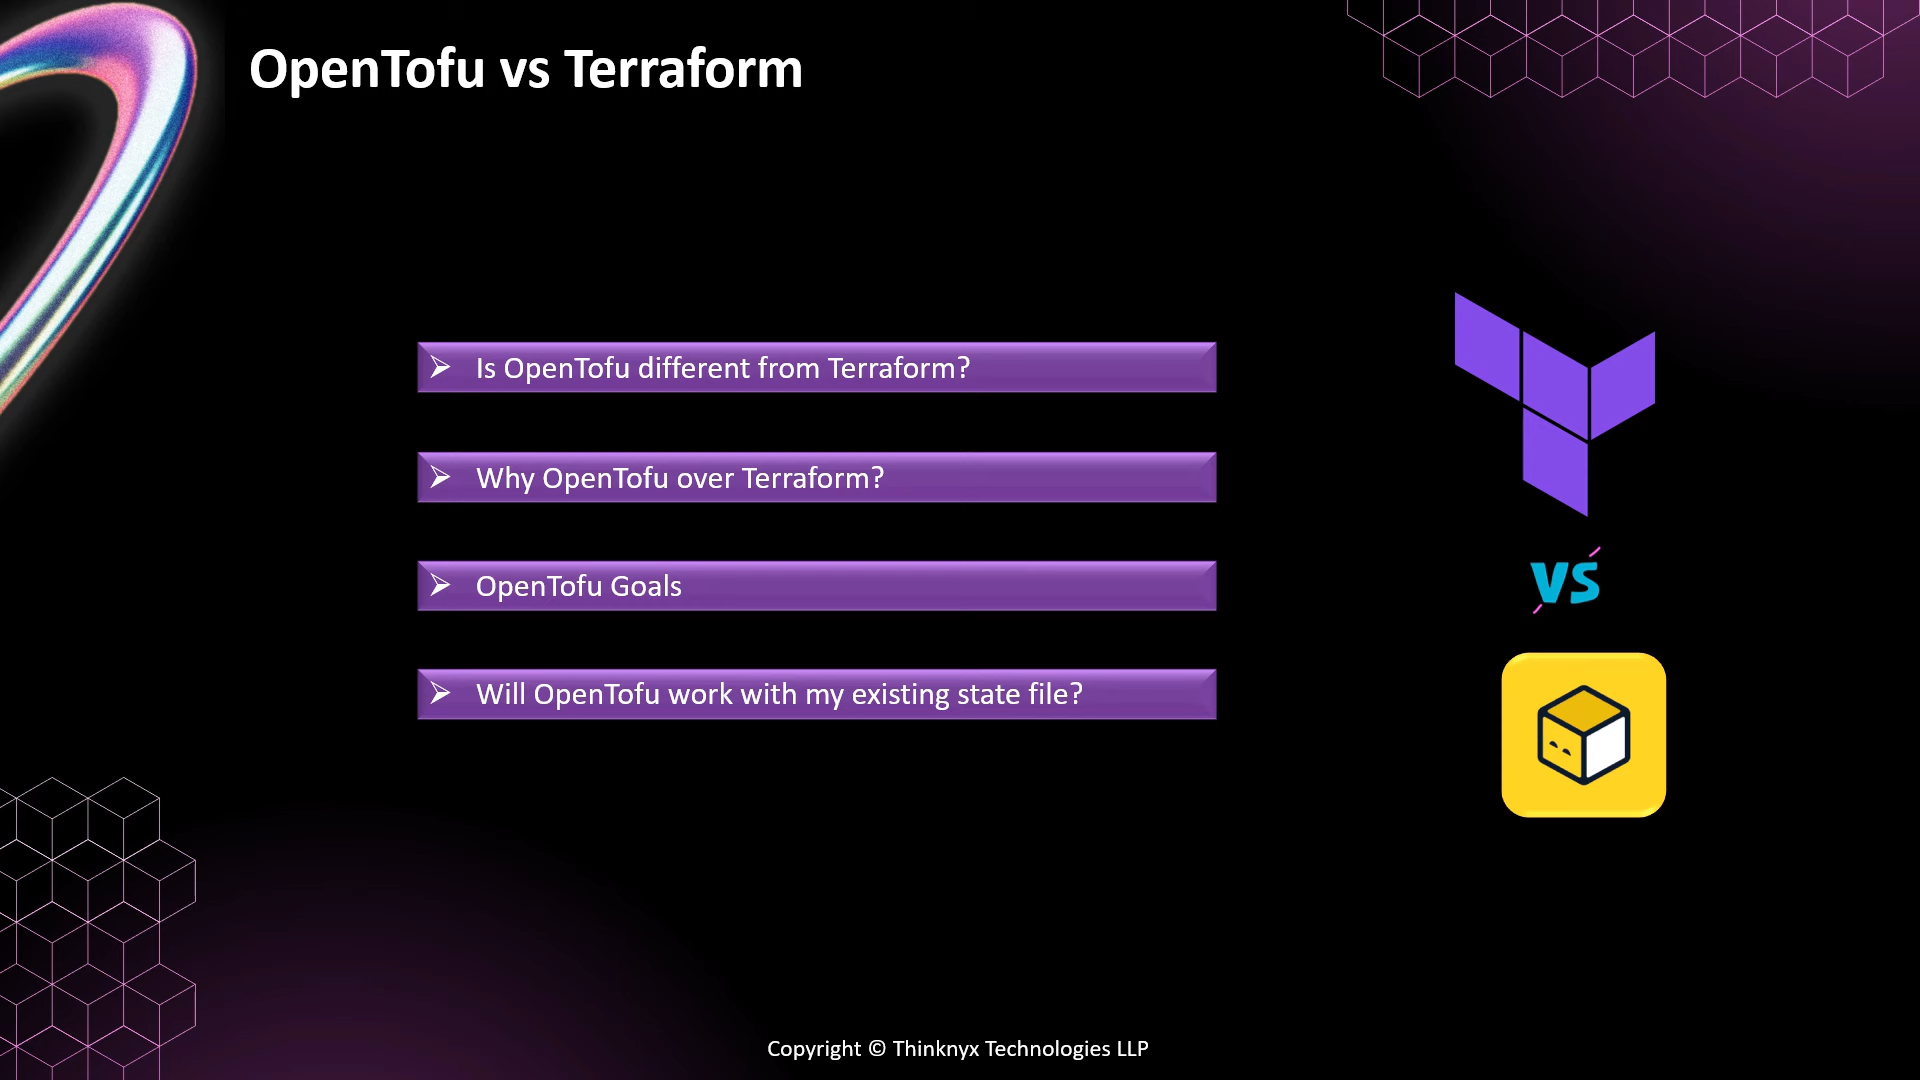 OpenTofu vs Terraform
➢ Is OpenTofu different from Terraform?
➢ Why OpenTofu over Terraform?
➢ OpenTofu Goals
➢ Will OpenTofu work with my existing state file?
VS
Copyright © Thinknyx Technologies LLP